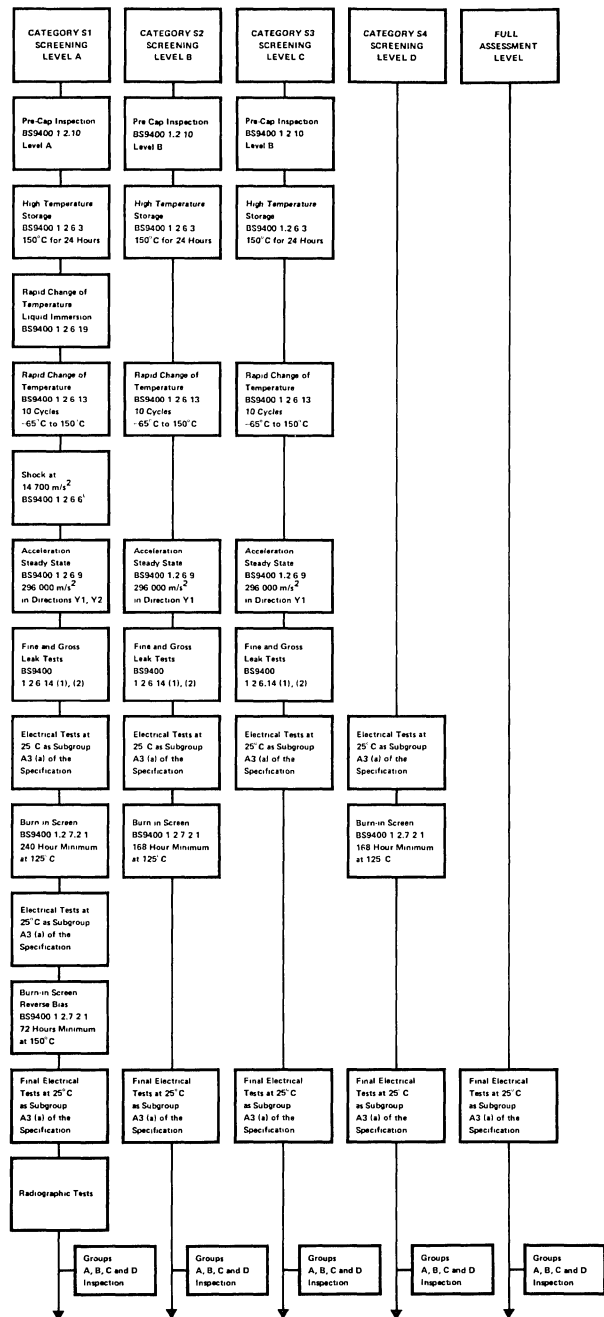 CATEGORY S1
SCREENING
LEVEL A
CATEGORY S2
SCREENING
LEVEL B
CATEGORY S3
SCREENING
LEVEL C
CATEGORY S4
SCREENING
LEVEL D
FULL
ASSESSMENT
LEVEL
Pre-Cap Inspection
BS9400 1 2.10
Level A
Pre Cap Inspection
BS9400 1.2 10
Level B
Pre-Cap Inspection
BS9400 1 2 10
Level B
High Temperature
Storage
BS9400 1 2 6 3
150°C for 24 Hours
High Temperature
Storage
BS9400 1 2 6 3
150°C for 24 Hours
High Temperature
Storage
BS9400 1.2.6 3
150°C for 24 Hours
Rapid Change of
Temperature
Liquid Immersion
BS9400 1 2 6 19
Rapid Change of
Temperature
BS9400 1 2 6 13
10 Cycles
-65°C to 150°C
Rapid Change of
Temperature
BS9400 1 2 6 13
10 Cycles
-65°C to 150°C
Rapid Change of
Temperature
BS9400 1 2 6 13
10 Cycles
-65°C to 150°C
Shock at
14 700 m/s²
BS9400 1 2 6 6
Acceleration
Steady State
BS9400 1 2 6 9
296 000 m/s²
in Directions Y1, Y2
Acceleration
Steady State
BS9400 1.2 6 9
296 000 m/s²
in Direction Y1
Acceleration
Steady State
BS9400 1.2.6 9
296 000 m/s²
in Direction Y1
Fine and Gross
Leak Tests
BS9400
1 2 6 14 (1), (2)
Fine and Gross
Leak Tests
BS9400
1 2 6.14 (1), (2)
Fine and Gross
Leak Tests
BS9400
1 2 6.14 (1), (2)
Electrical Tests at
25°C as Subgroup
A3 (a) of the
Specification
Electrical Tests at
25°C as Subgroup
A3 (a) of the
Specification
Electrical Tests at
25°C as Subgroup
A3 (a) of the
Specification
Electrical Tests at
25°C as Subgroup
A3 (a) of the
Specification
Burn in Screen
BS9400 1.2 7.2 1
240 Hour Minimum
at 125°C
Burn in Screen
BS9400 1 2 7 2 1
168 Hour Minimum
at 125°C
Burn-in Screen
BS9400 1 2.7 2 1
168 Hour Minimum
at 125 C
Electrical Tests at
25°C as Subgroup
A3 (a) of the
Specification
Burn-in Screen
Reverse Bias
BS9400 1 2.7 2 1
72 Hours Minimum
at 150°C
Final Electrical
Tests at 25°C
as Subgroup
A3 (a) of the
Specification
Final Electrical
Tests at 25°C
as Subgroup
A3 (a) of the
Specification
Final Electrical
Tests at 25°C
as Subgroup
A3 (a) of the
Specification
Final Electrical
Tests at 25°C
as Subgroup
A3 (a) of the
Specification
Final Electrical
Tests at 25°C
as Subgroup
A3 (a) of the
Specification
Radiographic Tests
Groups
A, B, C and D
Inspection
Groups
A, B, C and D
Inspection
Groups
A, B, C and D
Inspection
Groups
A, B, C and D
Inspection
Groups
A, B, C and D
Inspection